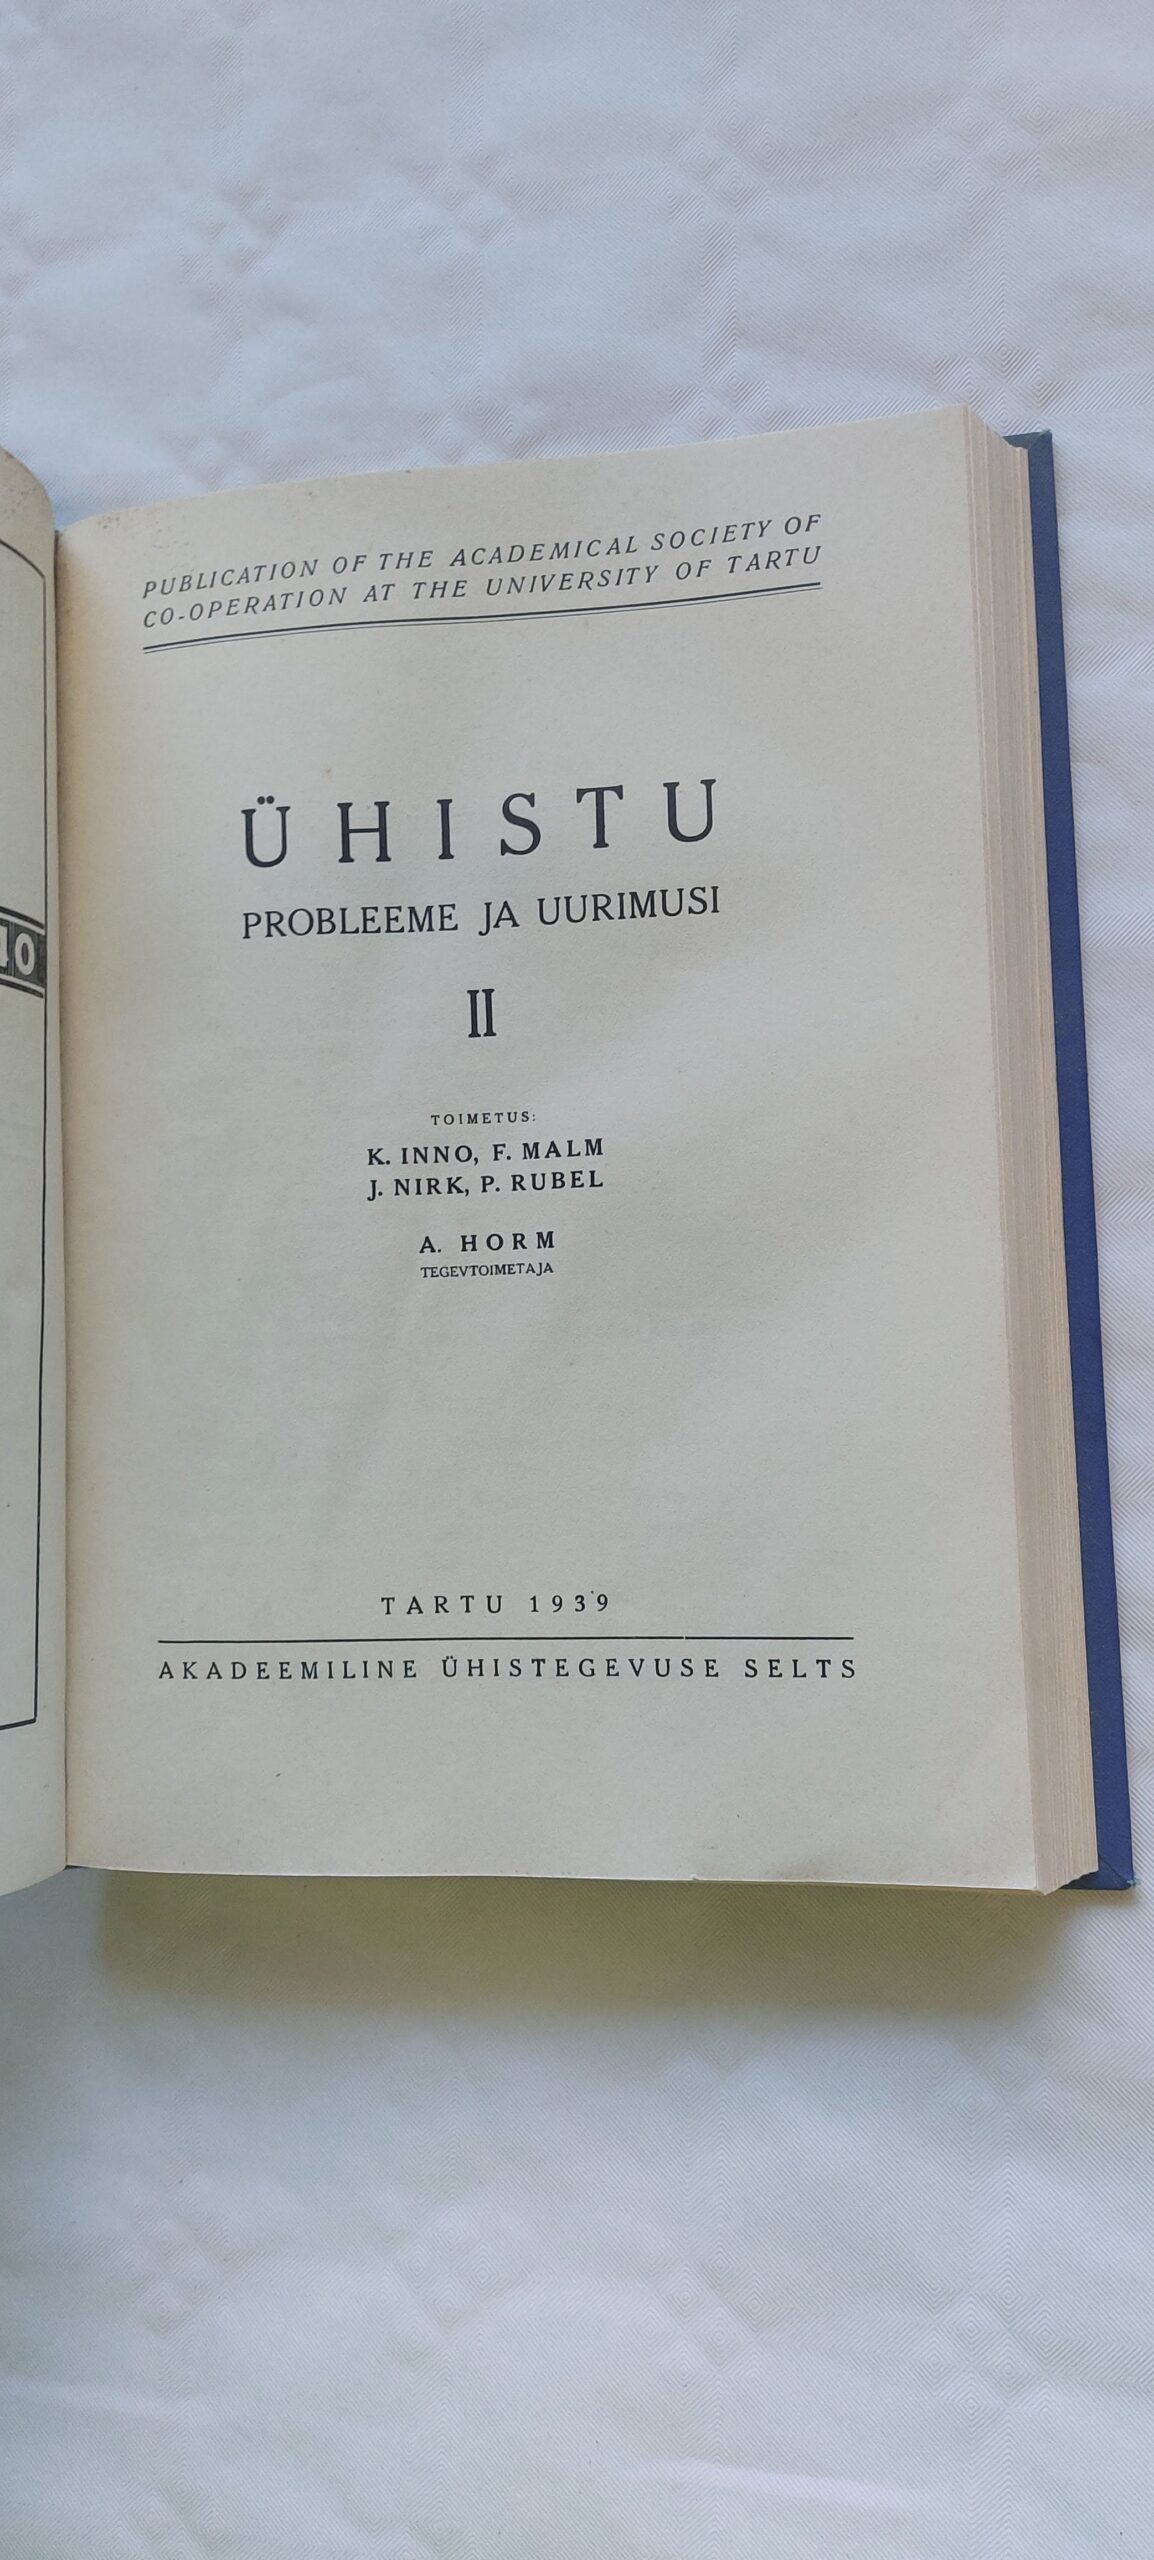 PUBLICATION OF THE ACADEMICAL SOCIETY OF
CO-OPERATION AT THE UNIVERSITY OF TARTU
ÜHISTU
PROBLEEME JA UURIMUSI
II
TOIMETUS:
K. INNO, F. MALM
J. NIRK, P. RUBEL
A. HORM
TEGEVTOIMETAJA
TARTU 1939
AKADEEMILINE ÜHISTEGEVUSE SELTS